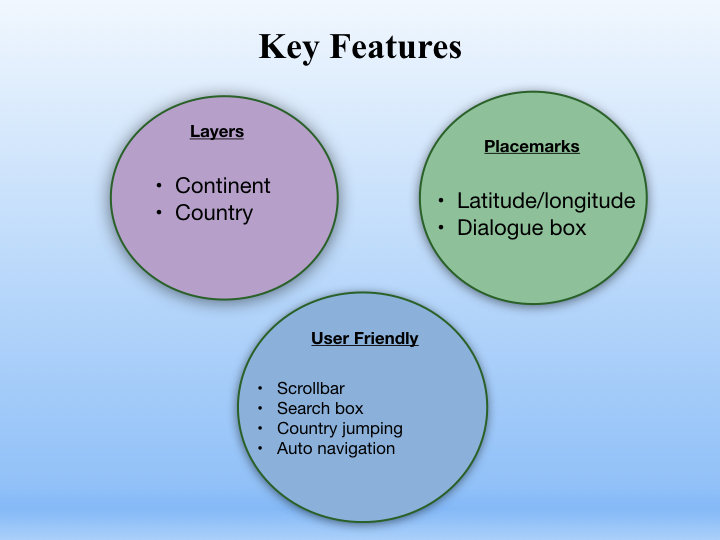 Key Features
Layers
• Continent
• Country
Placemarks
• Latitude/longitude
• Dialogue box
User Friendly
• Scrollbar
• Search box
• Country jumping
• Auto navigation